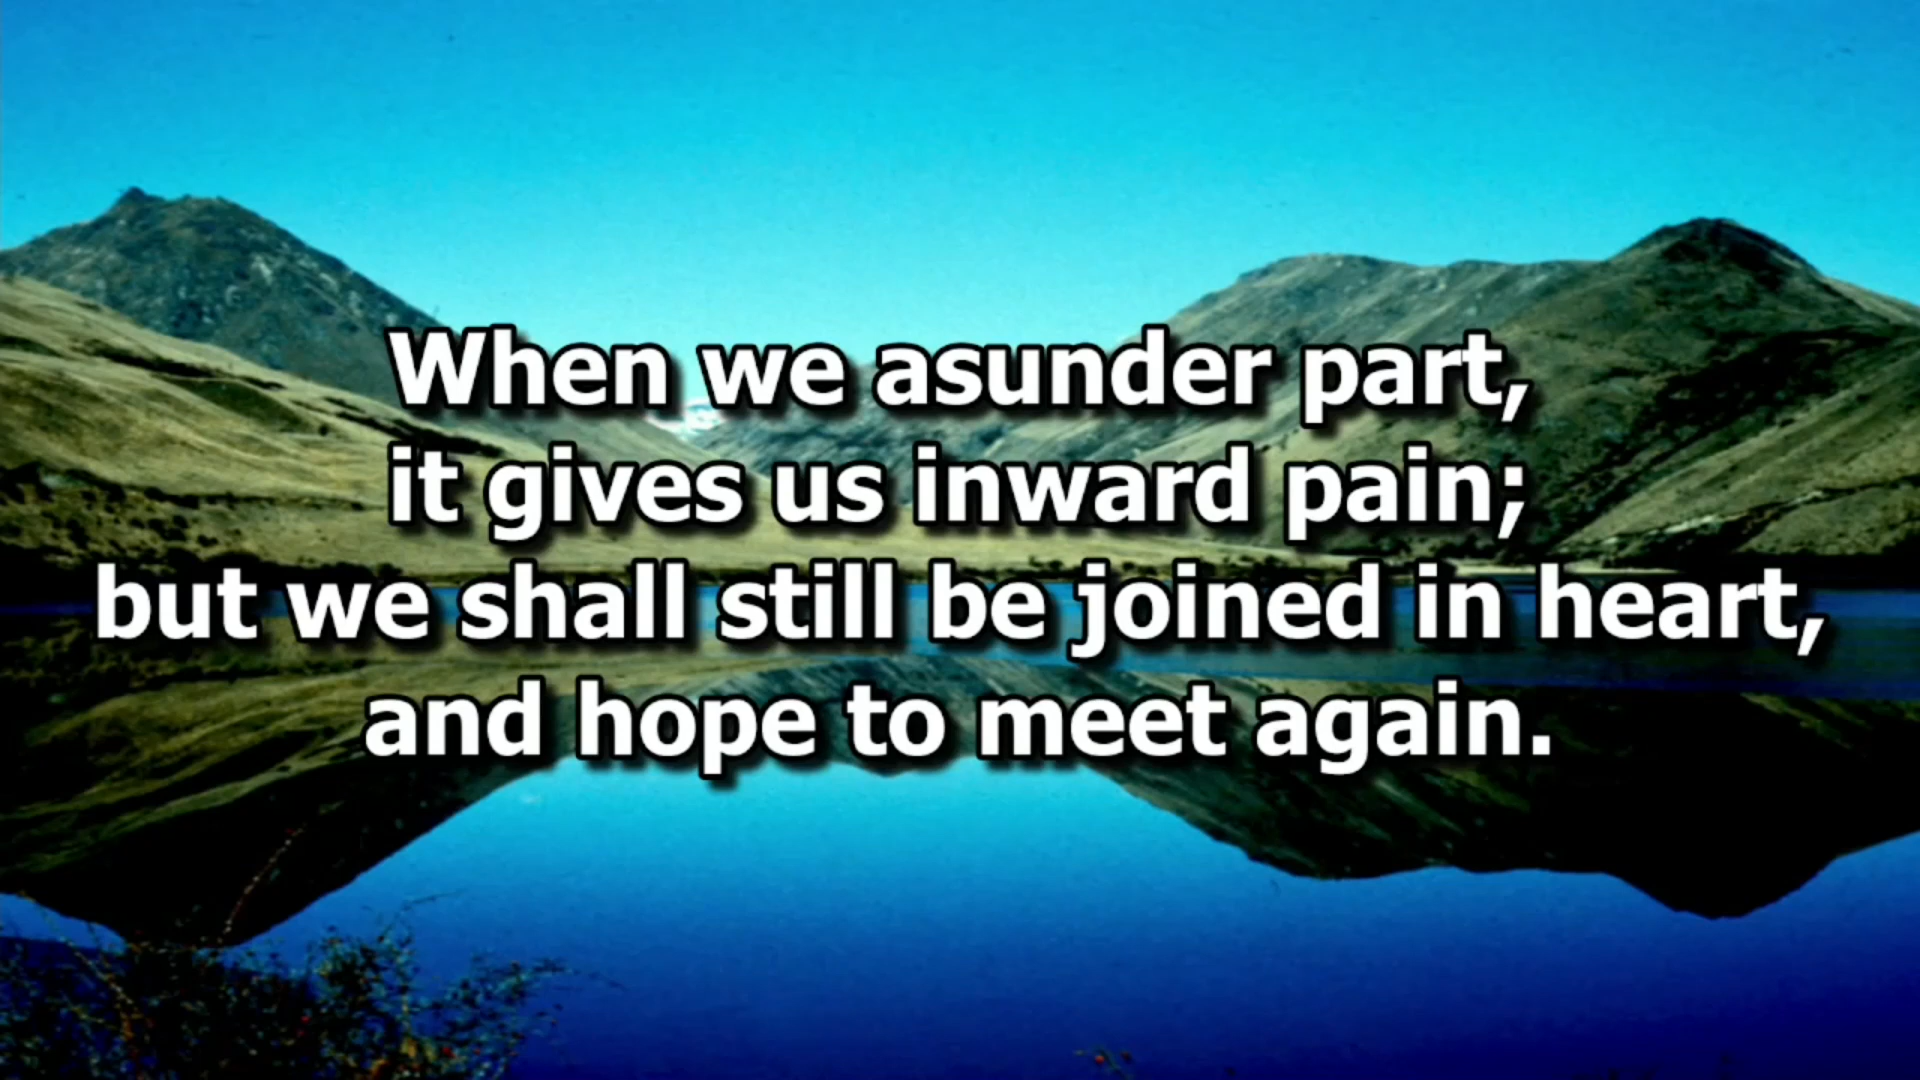 When we asunder part,
it gives us inward pain;
but we shall still be joined in heart,
and hope to meet again.